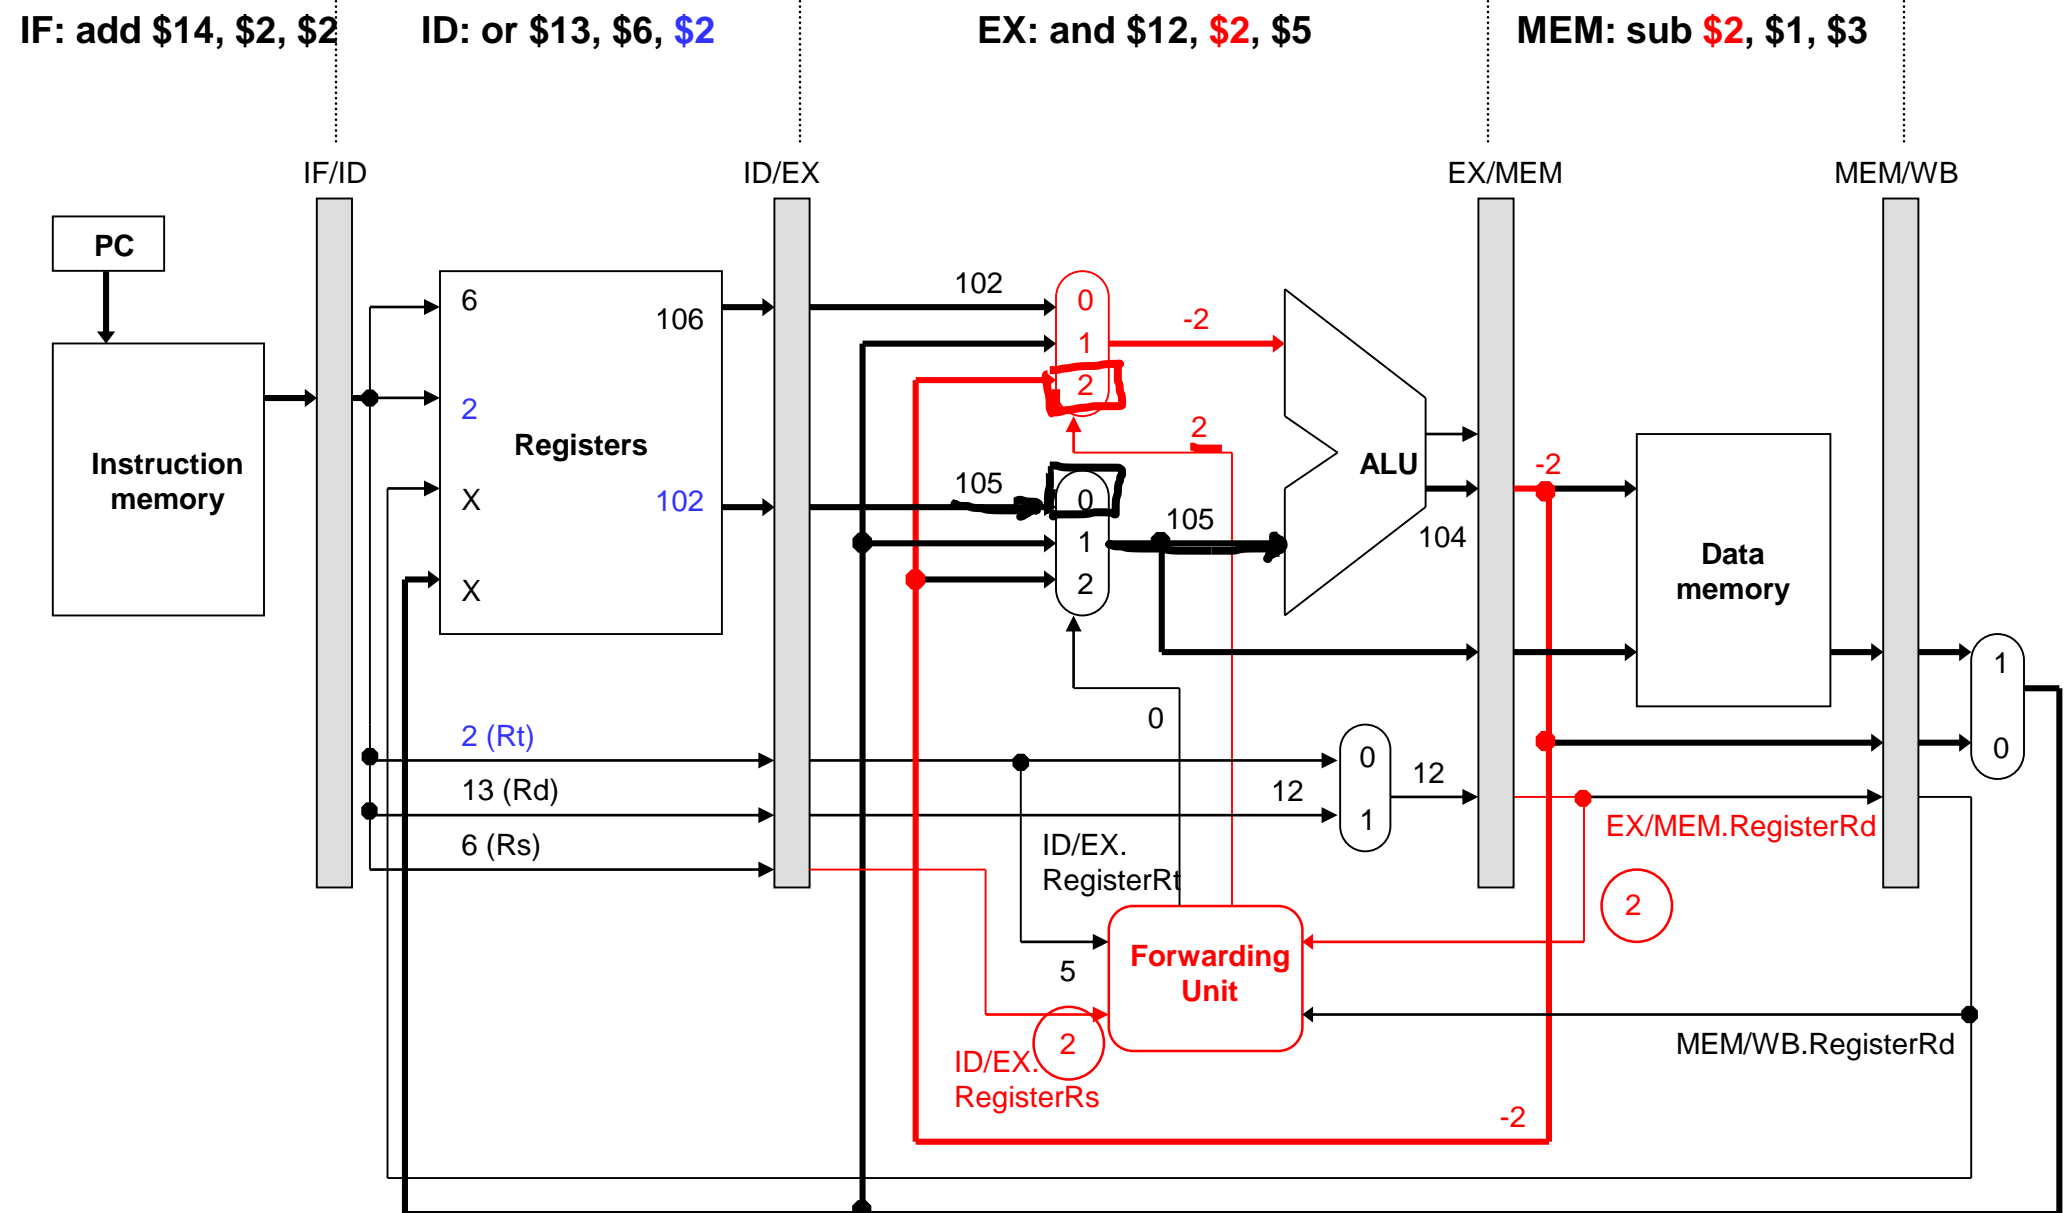 IF: add $14, $2, $2
ID: or $13, $6, $2
EX: and $12, $2, $5
MEM: sub $2, $1, $3
IF/ID
ID/EX
EX/MEM
MEM/WB
PC
Instruction
memory
6
2
X
X
Registers
106
102
102
0
1
2
-2
2
105
0
1
2
105
ALU
104
-2
Data
memory
1
0
0
2 (Rt)
13 (Rd)
6 (Rs)
12
0
1
12
EX/MEM.RegisterRd
2
ID/EX.
RegisterRt
5
Forwarding
Unit
2
ID/EX.
RegisterRs
MEM/WB.RegisterRd
-2